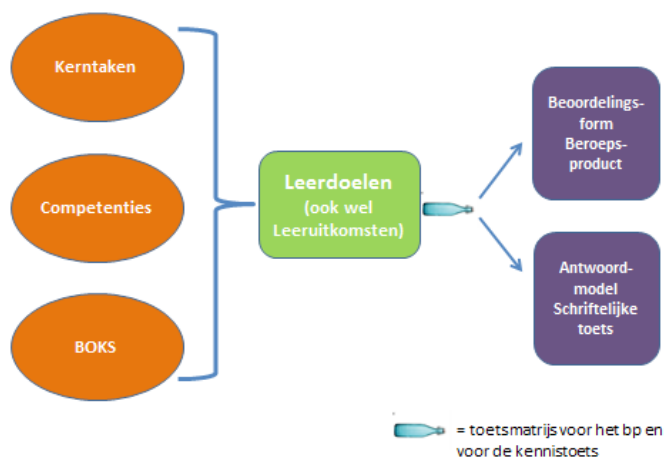 Kerntaken
Competenties
BOKS
Leerdoelen
(ook wel
Leeruitkomsten)
Beoordelings-
form
Beroeps-
product
Antwoord-
model
Schriftelijke
toets
= toetsmatrijs voor het bp en
voor de kennistoets